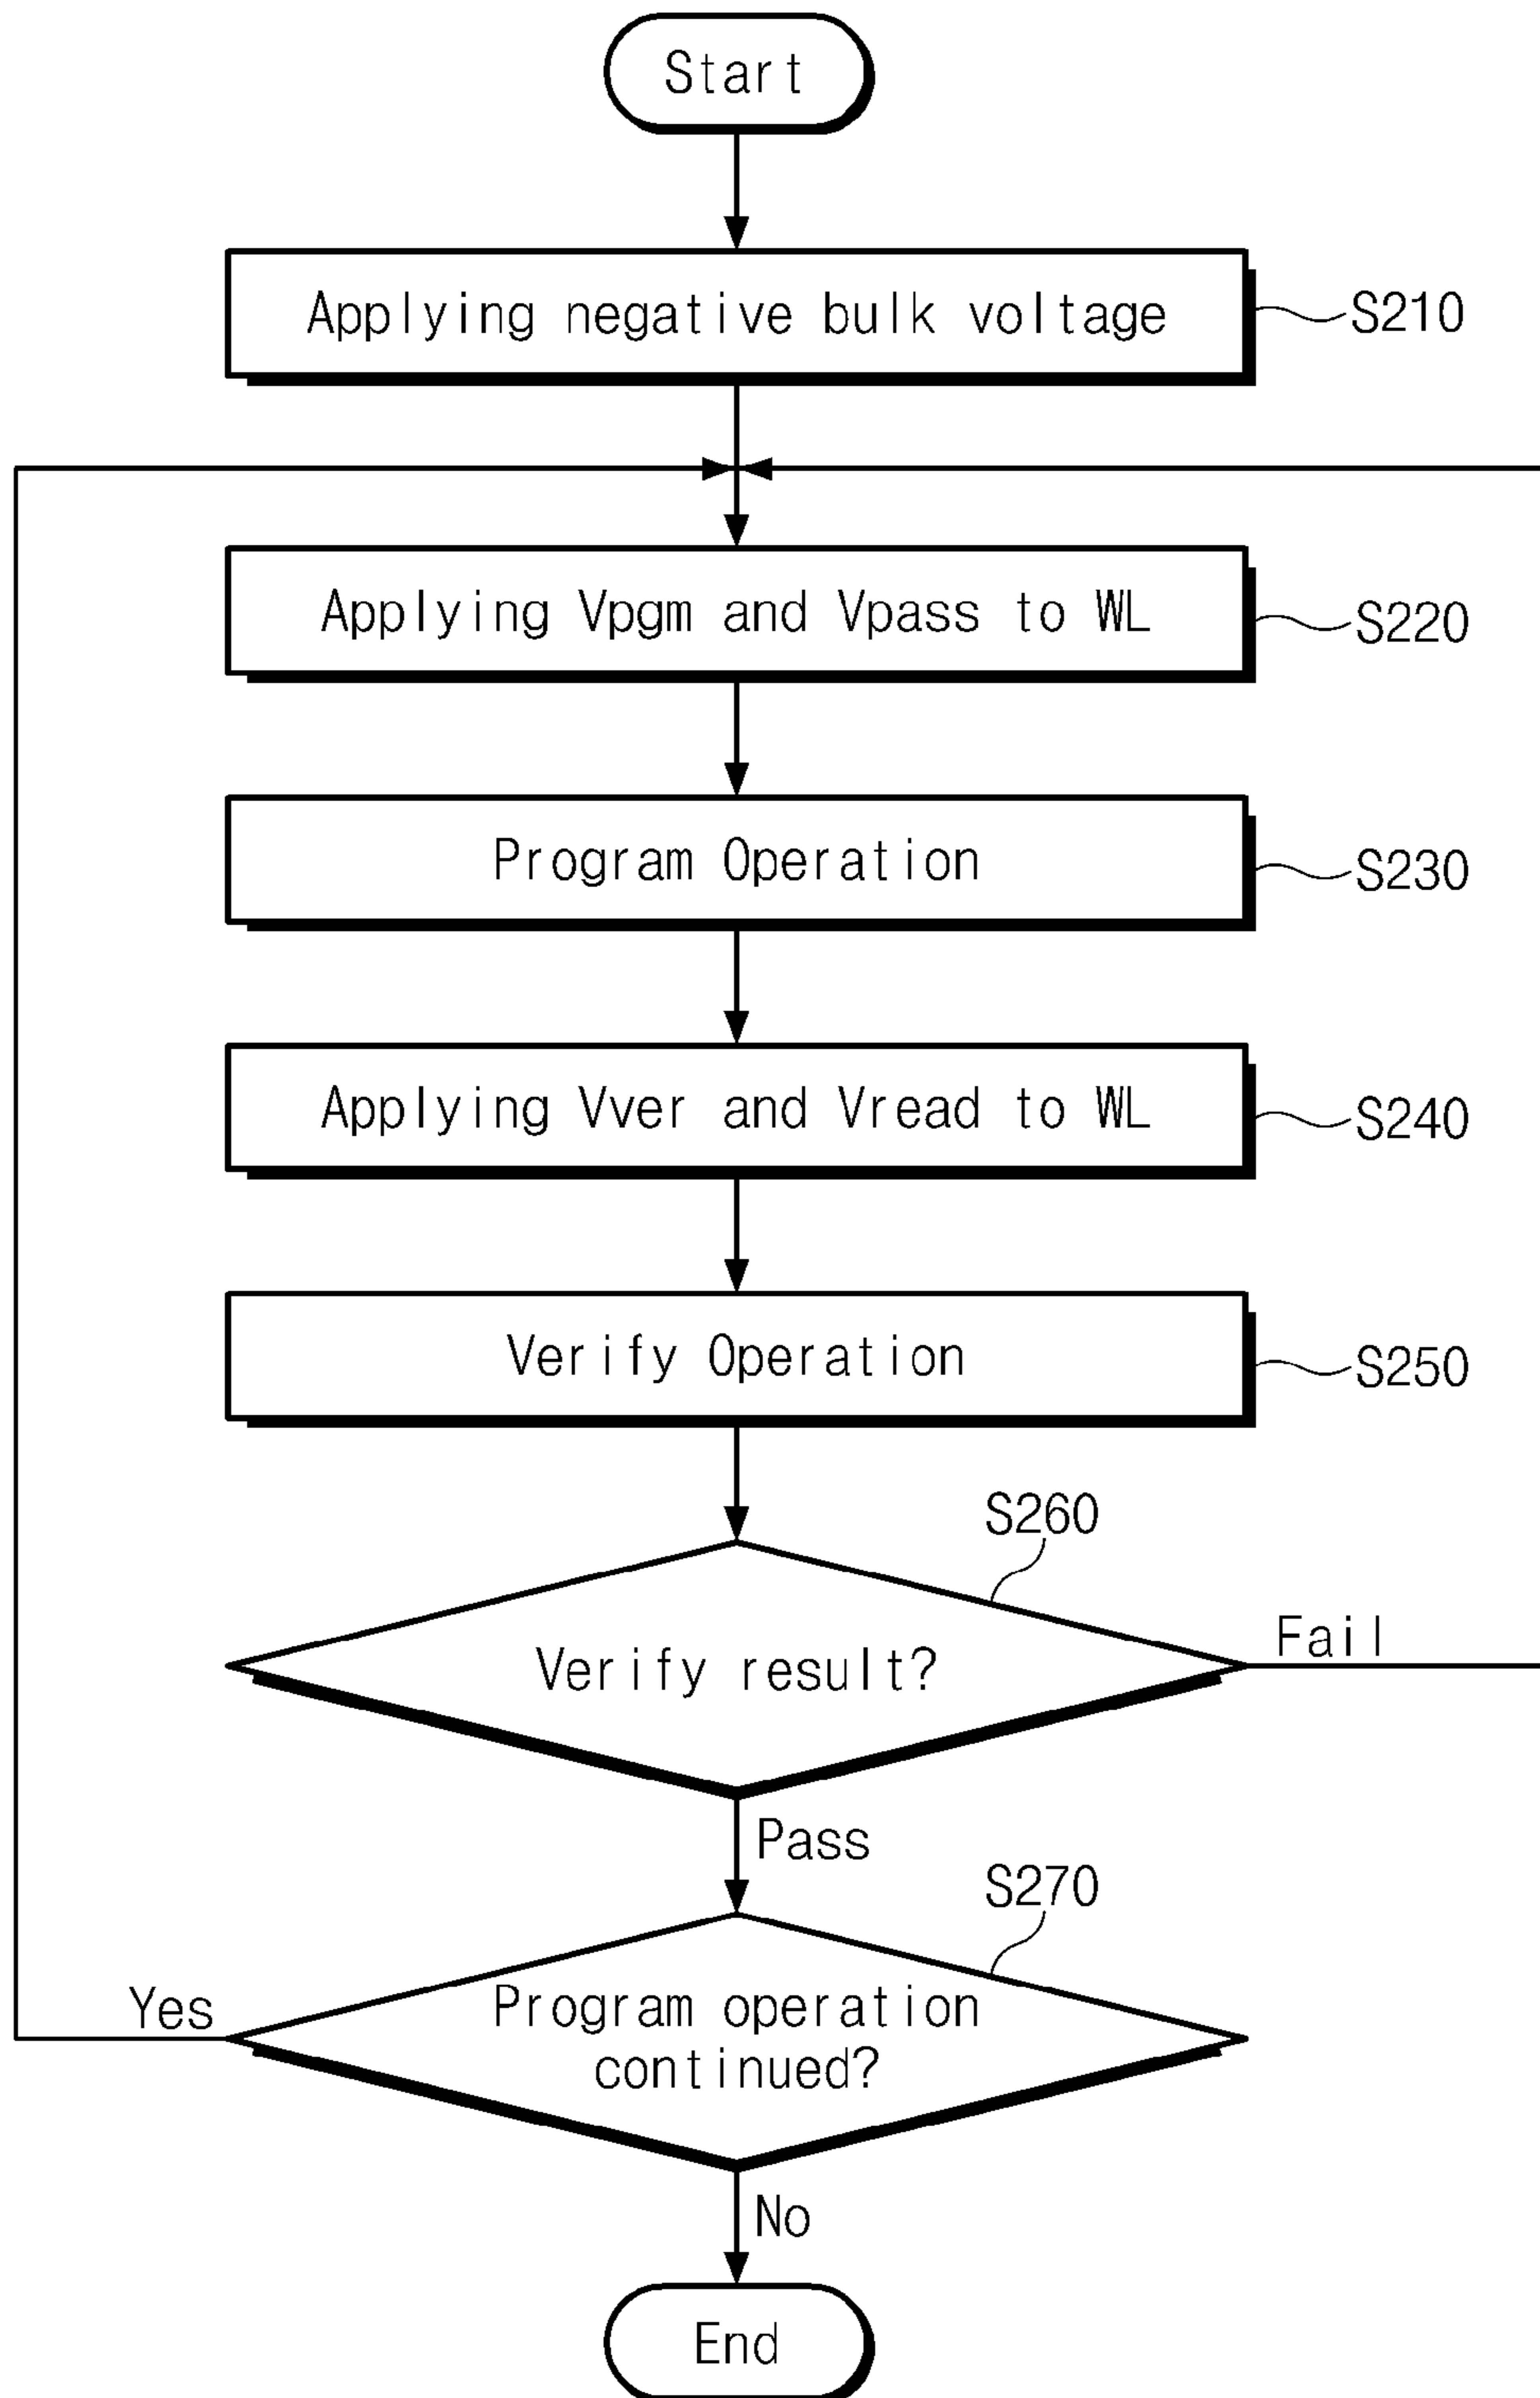 Start
Applying negative bulk voltage
S210
Applying Vpgm and Vpass to WL
S220
Program Operation
S230
Applying Vver and Vread to WL
S240
Verify Operation
S250
S260
Verify result?
Fail
Pass
S270
Program operation
continued?
Yes
No
End